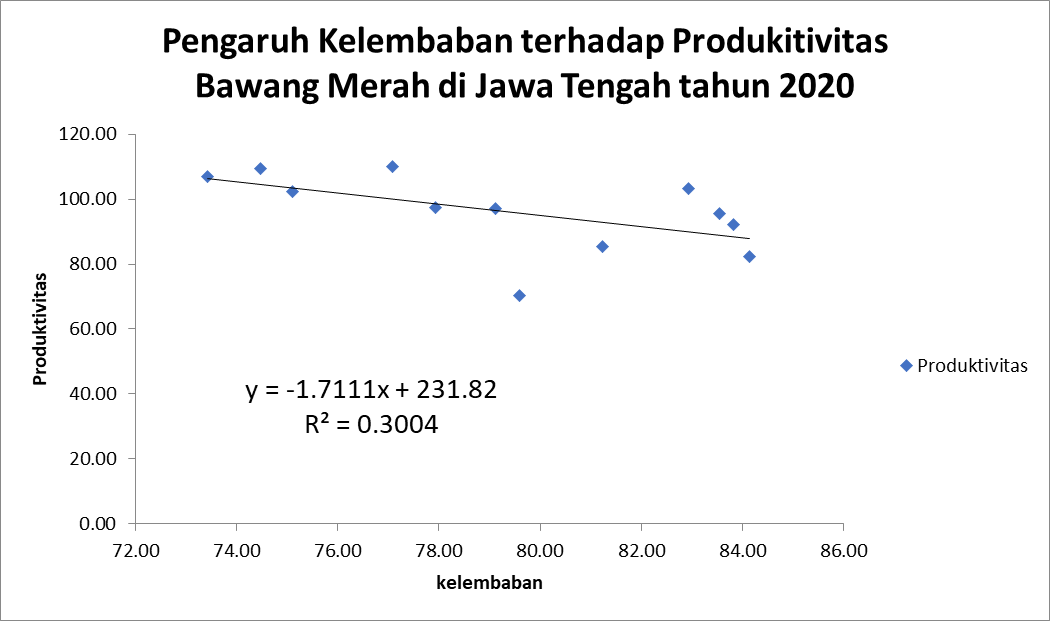 Pengaruh Kelembaban terhadap Produkitivitas
Bawang Merah di Jawa Tengah tahun 2020
120.00
100.00
80.00
60.00
40.00
20.00
0.00
Produktivitas
y = -1.7111x + 231.82
R² = 0.3004
Produktivitas
72.00 74.00 76.00 78.00 80.00 82.00 84.00 86.00
kelembaban